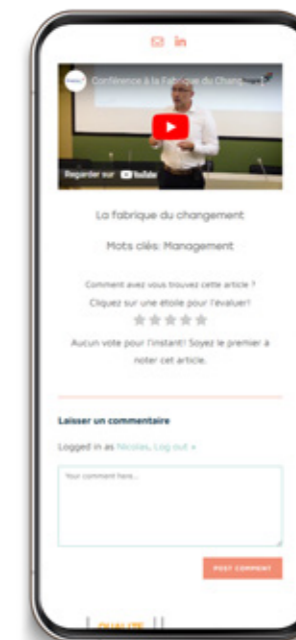 in
Conférence à la Fabrique du Chang
Regarder sur YouTube
La fabrique du changement
Mots clés: Management
Comment avez vous trouvez cette article ?
Cliquez sur une étoile pour l'évaluer!
Aucun vote pour l'instant! Soyez le premier à
noter cet article.
Laisser un commentaire
Logged in as Nicolas. Log out »
Your comment here...
POST COMMENT
QUALITE